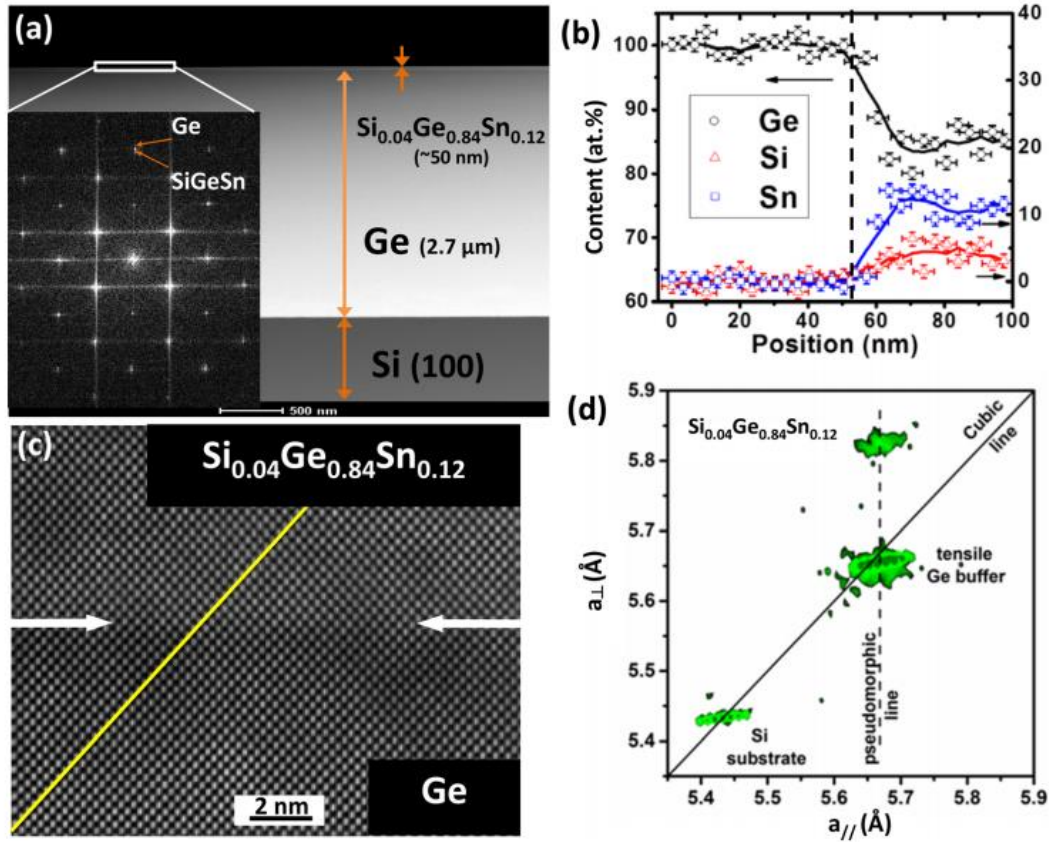 (a)
Ge
SiGeSn
Si0.04Ge0.84Sn0.12
(~50 nm)
Ge (2.7 μm)
Si (100)
500 nm
(b)
100
90
80
70
60
Content (at.%)
Ge
Si
Sn
40
30
20
10
0
0 20 40 60 80 100
Position (nm)
(c)
Si0.04Ge0.84Sn0.12
Ge
2 nm
(d)
5.9
5.8
5.7
5.6
5.5
5.4
a⊥ (Å)
Si0.04Ge0.84Sn0.12
Cubic
line
tensile
Ge buffer
pseudomorphic
line
Si
substrate
5.4 5.5 5.6 5.7 5.8 5.9
a// (Å)